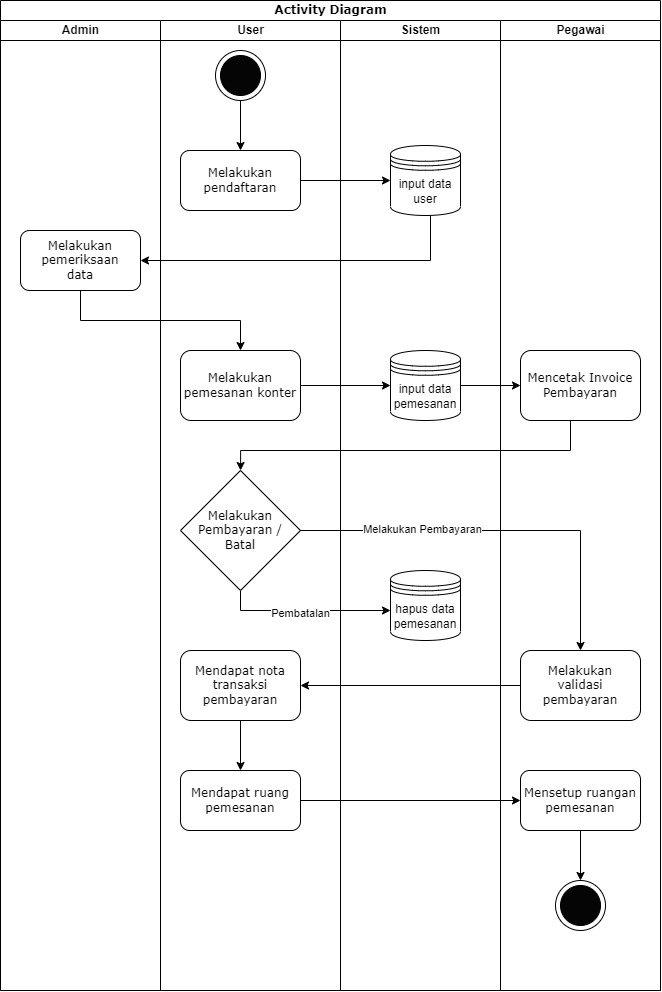 Activity Diagram
Admin
User
Sistem
Pegawai
Melakukan
pendaftaran
input data
user
Melakukan
pemeriksaan
data
Melakukan
pemesanan konter
input data
pemesanan
Mencetak Invoice
Pembayaran
Melakukan
Pembayaran /
Batal
Melakukan Pembayaran
Pembatalan
hapus data
pemesanan
Mendapat nota
transaksi
pembayaran
Melakukan
validasi
pembayaran
Mendapat ruang
pemesanan
Mensetup ruangan
pemesanan